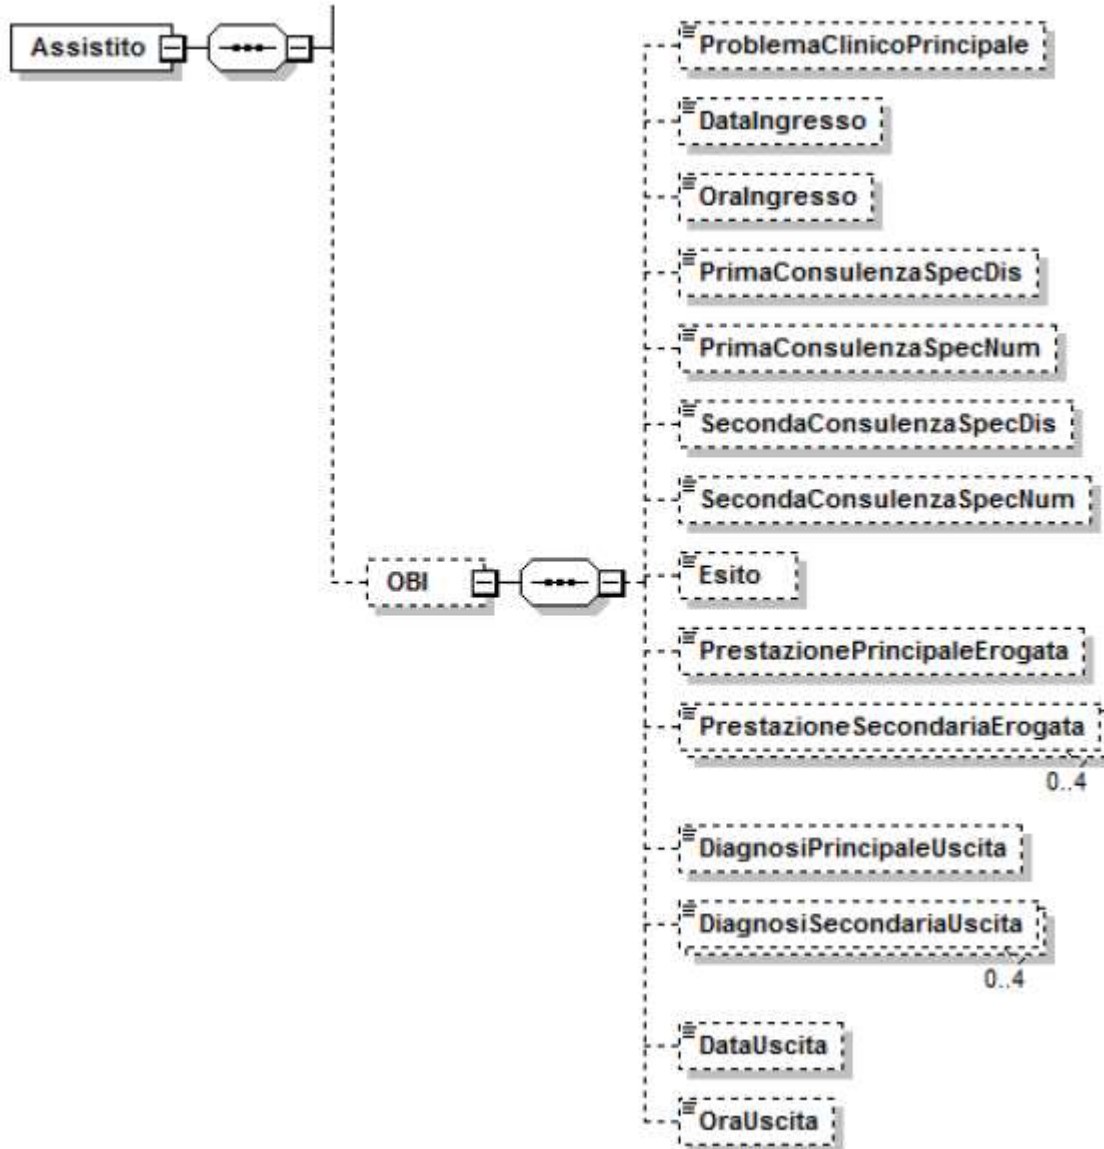 Assistito
ProblemaClinicoPrincipale
DataIngresso
OraIngresso
PrimaConsulenzaSpecDis
PrimaConsulenzaSpecNum
SecondaConsulenzaSpecDis
SecondaConsulenzaSpecNum
OBI
Esito
PrestazionePrincipaleErogata
PrestazioneSecondariaErogata
0..4
DiagnosiPrincipaleUscita
DiagnosiSecondariaUscita
0..4
DataUscita
OraUscita